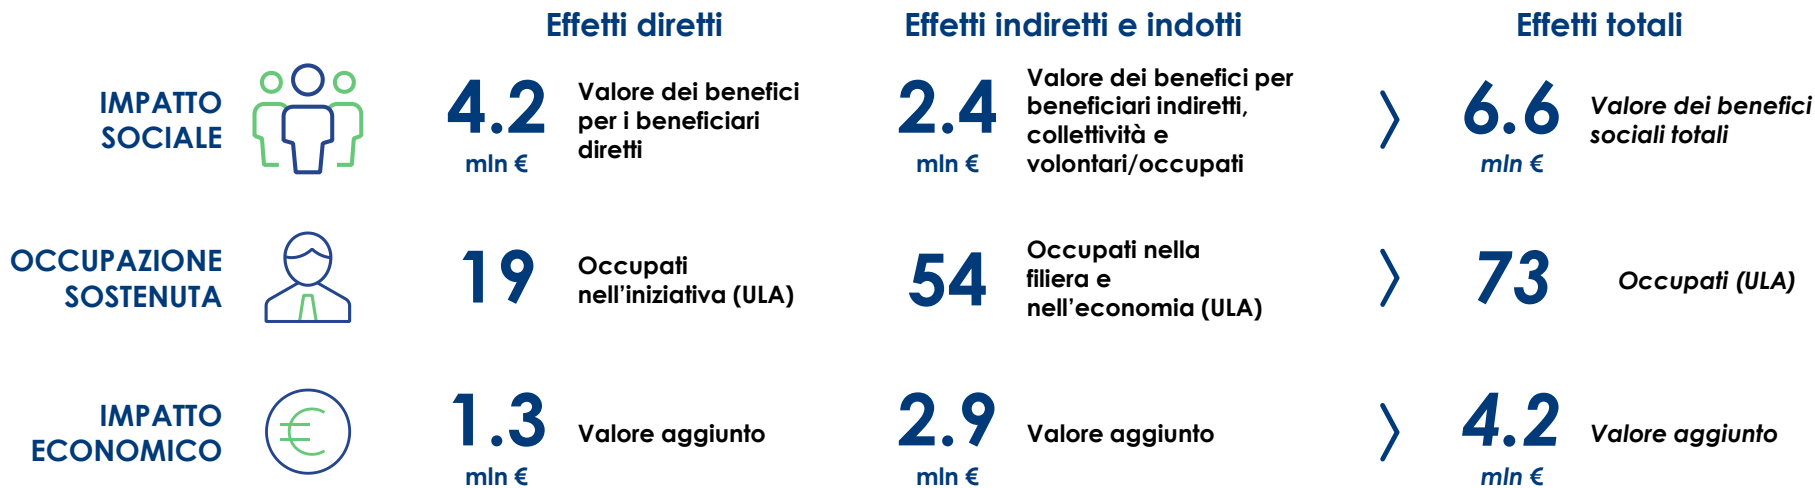 Effetti diretti
Effetti indiretti e indotti
Effetti totali
IMPATTO
SOCIALE
4.2
mln €
Valore dei benefici
per i beneficiari
diretti
2.4
mln €
Valore dei benefici per
beneficiari indiretti,
collettività e
volontari/occupati
6.6
mln €
Valore dei benefici
sociali totali
OCCUPAZIONE
SOSTENUTA
19
Occupati
nell'iniziativa (ULA)
54
Occupati nella
filiera e
nell'economia (ULA)
73
Occupati (ULA)
IMPATTO
ECONOMICO
€
1.3
mln €
Valore aggiunto
2.9
mln €
Valore aggiunto
4.2
mln €
Valore aggiunto